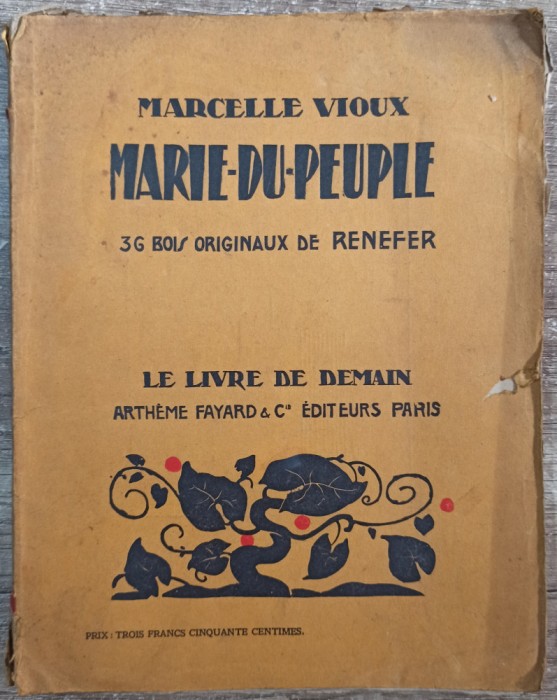 MARCELLE VIOUX
MARIE-DU-PEUPLE
36 BOIS ORIGINAUX DE RENEFER
LE LIVRE DE DEMAIN
ARTHÈME FAYARD & Cie ÉDITEURS PARIS
PRIX : TROIS FRANCS CINQUANTE CENTIMES.